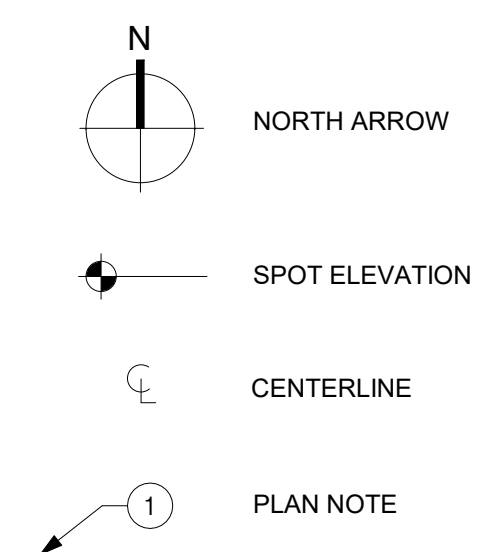 N
NORTH ARROW
SPOT ELEVATION
℄ CENTERLINE
1 PLAN NOTE